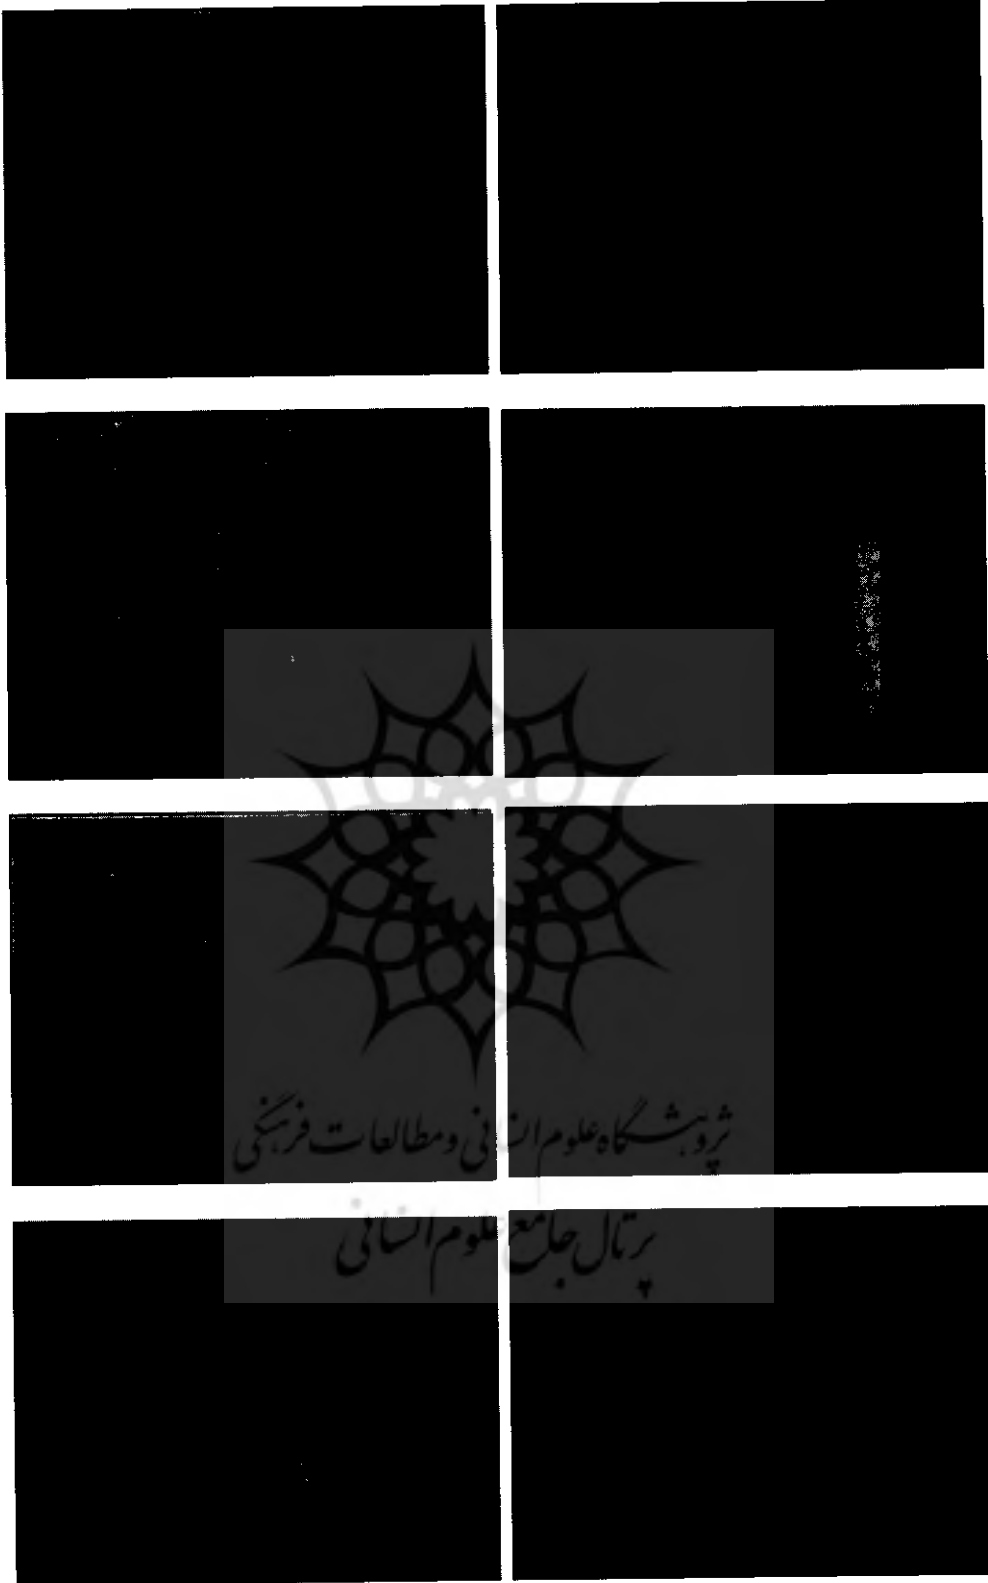 پژوهشگاه علوم انسانی و مطالعات فرهنگی
پرتال جامع علوم انسانی